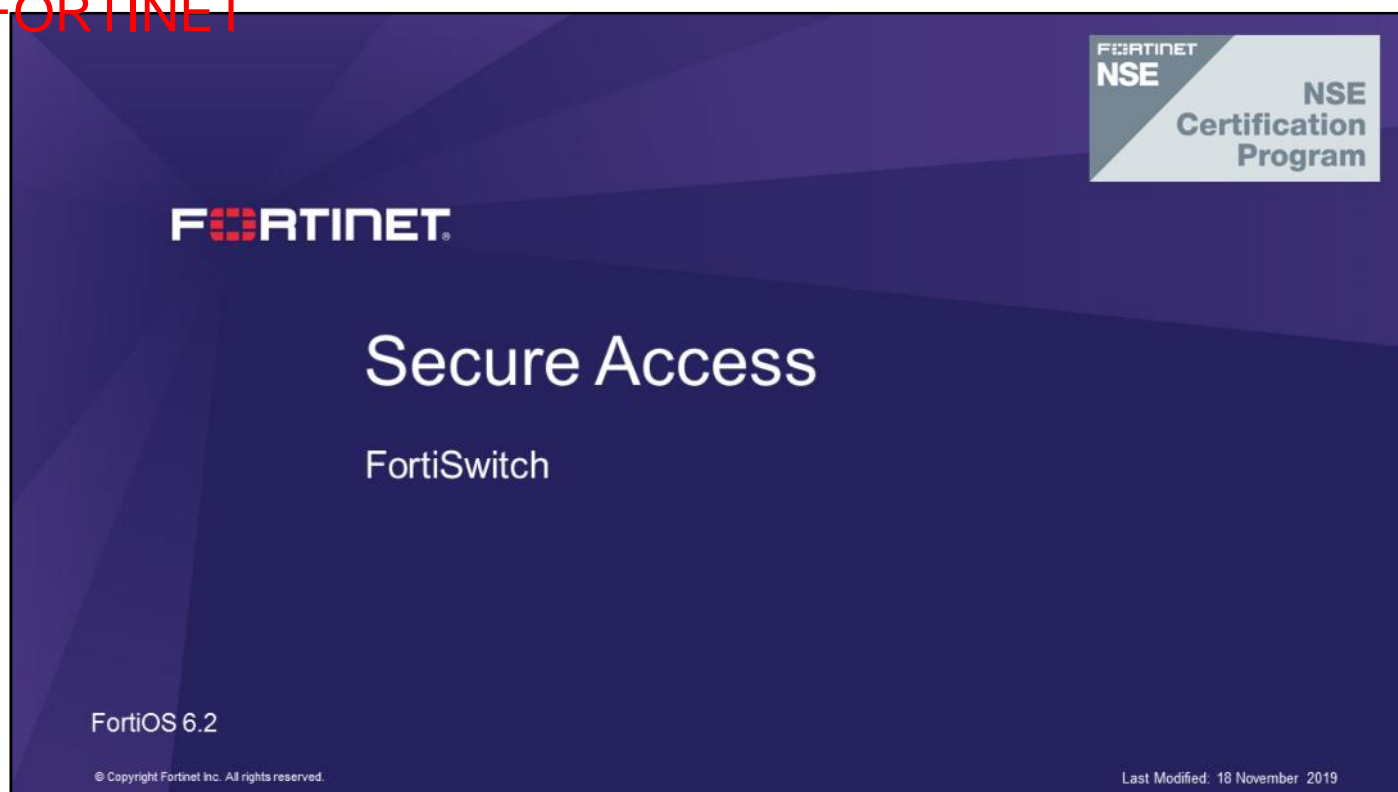 FORTINET
FORTINET
NSE
NSE
Certification
Program
FORTINET®
Secure Access
FortiSwitch
FortiOS 6.2
© Copyright Fortinet Inc. All rights reserved.
Last Modified: 18 November 2019